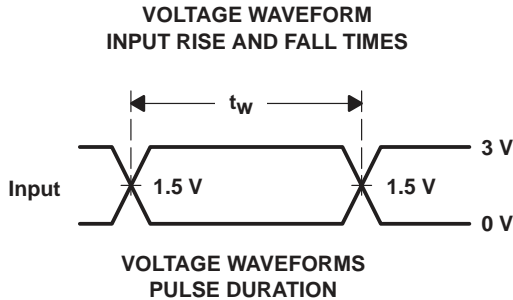 VOLTAGE WAVEFORM
INPUT RISE AND FALL TIMES
tw
3 V
Input
1.5 V
1.5 V
0 V
VOLTAGE WAVEFORMS
PULSE DURATION